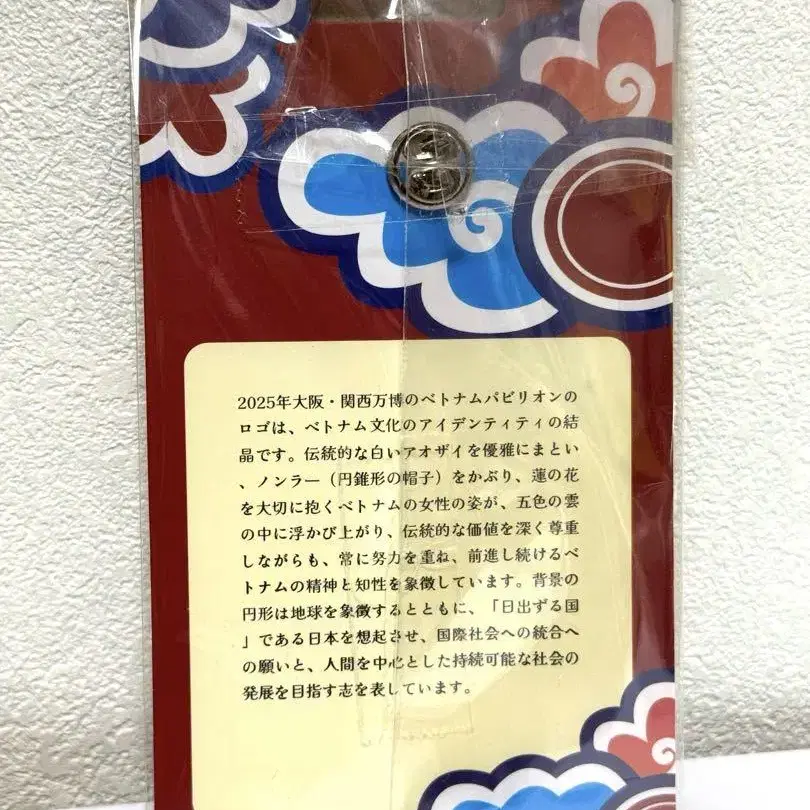 2025年大阪・関西万博のベトナムパビリオンの
ロゴは、ベトナム文化のアイデンティティの結
晶です。伝統的な白いアオザイを優雅にまとい
、ノンラー（円錐形の帽子）をかぶり、蓮の花
を大切に抱くベトナムの女性の姿が、五色の雲
の中に浮かび上がり、伝統的な価値を深く尊重
しながらも、常に努力を重ね、前進し続けるベ
トナムの精神と知性を象徴しています。背景の
円形は地球を象徴するとともに、「日出ずる国
」である日本を想起させ、国際社会への統合へ
の願いと、人間を中心とした持続可能な社会の
発展を目指す志を表しています。